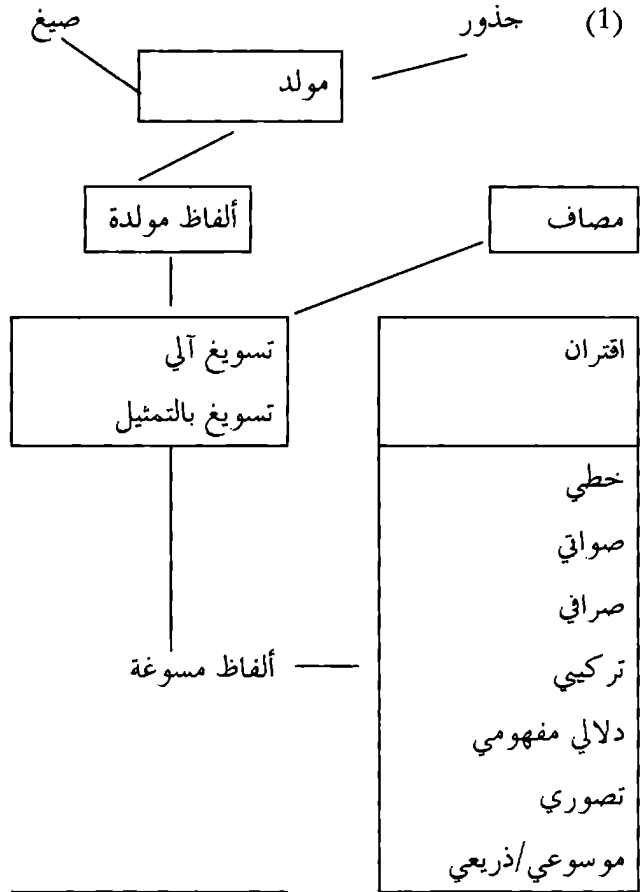 (1) جذور صيغ
مولد
مصاف ألفاظ مولدة
اقتران تسويغ آلي
تسويغ بالتمثيل
خطي
صواتي
صرافي
تركيبي ألفاظ مسوغة
دلالي مفهومي
تصوري
موسوعي/ذريعي